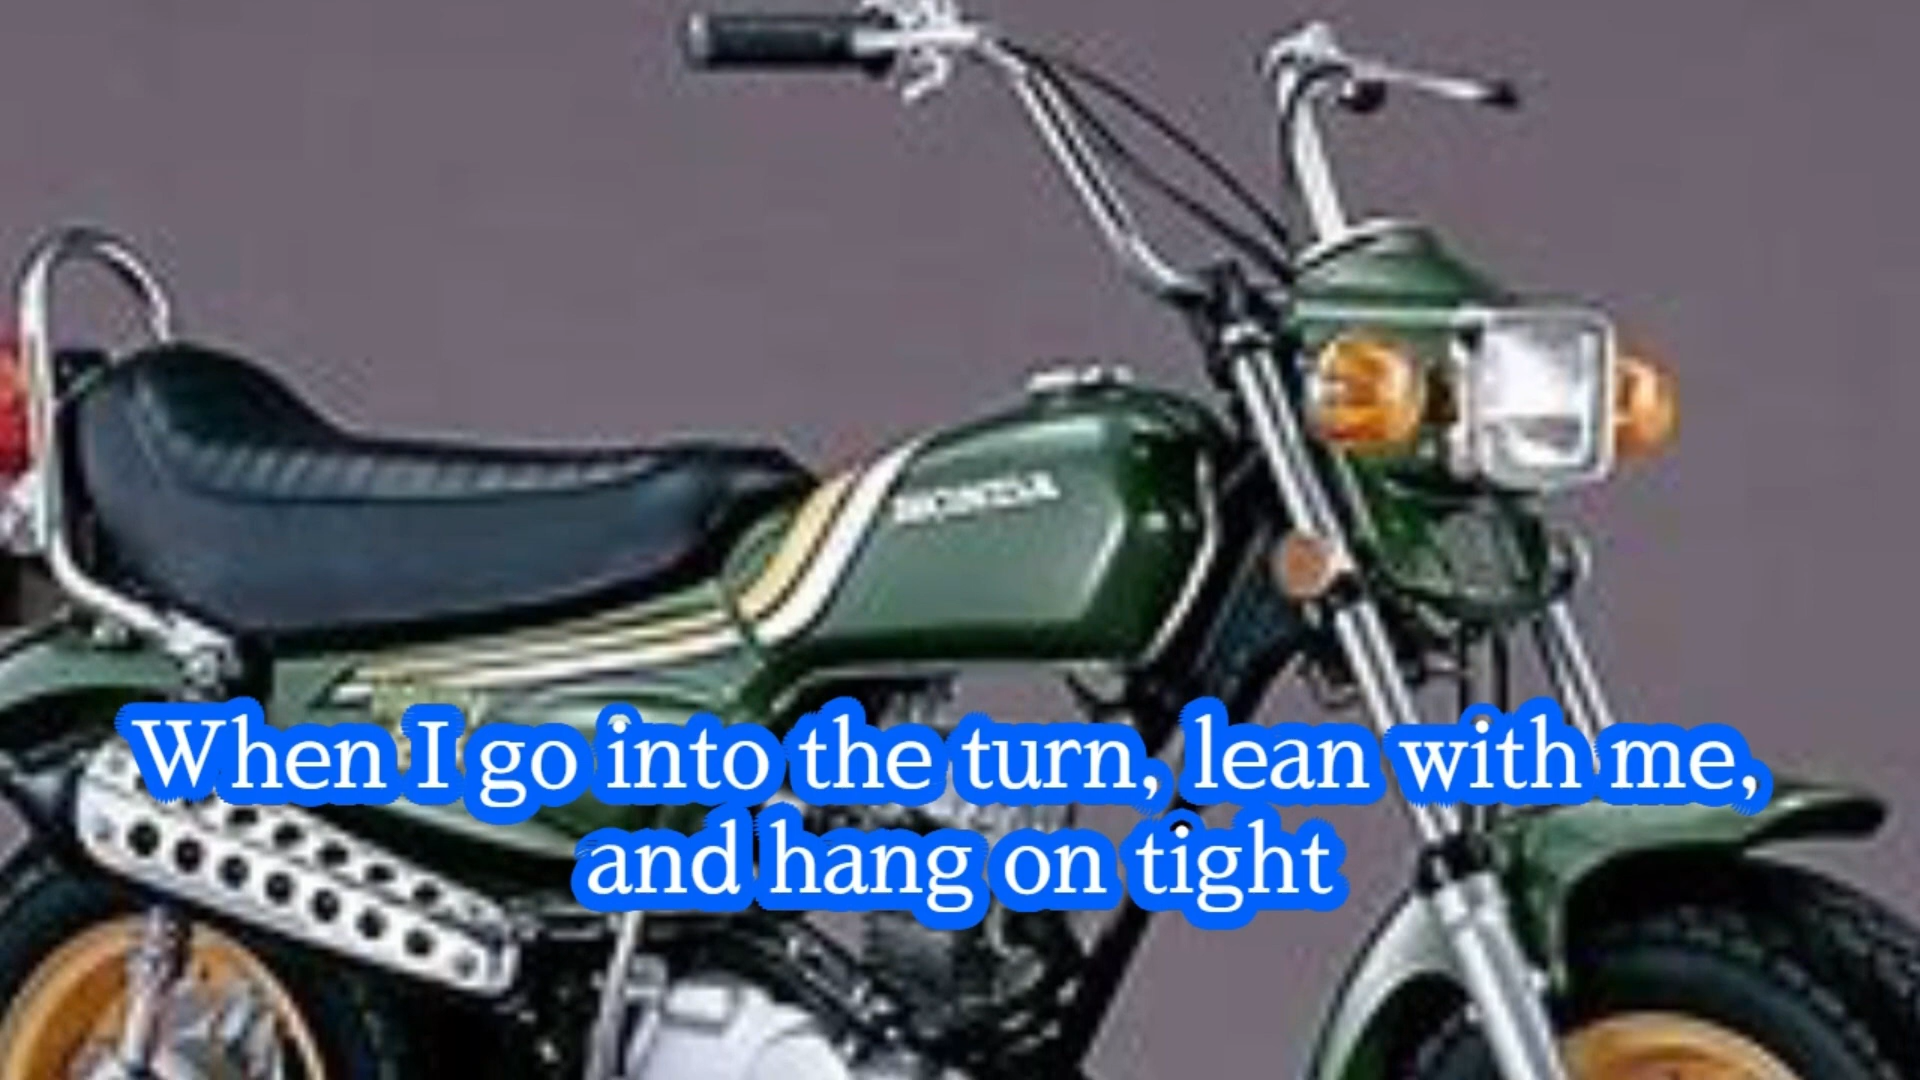 HONDA
When I go into the turn, lean with me,
and hang on tight